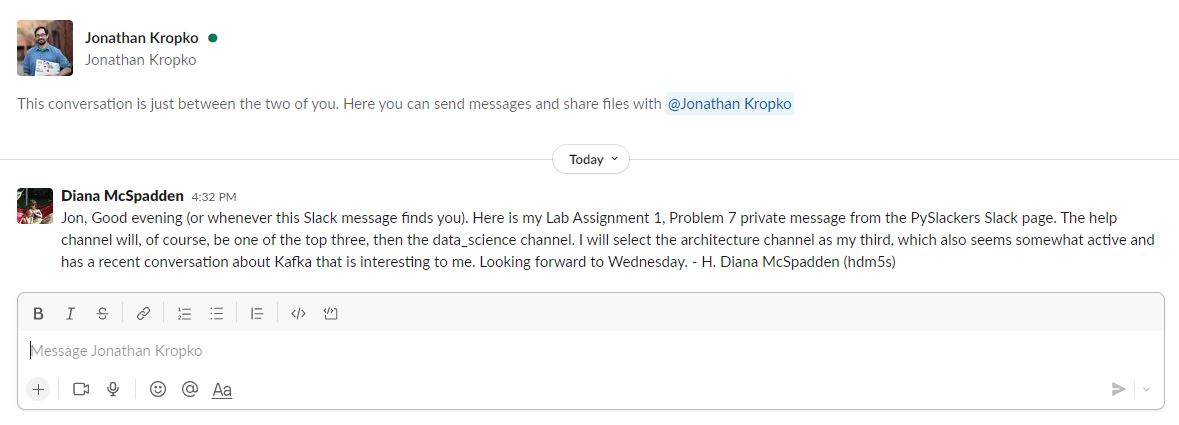 Jonathan Kropko
Jonathan Kropko
This conversation is just between the two of you. Here you can send messages and share files with @Jonathan Kropko
Today
Diana McSpadden 4:32 PM
Jon, Good evening (or whenever this Slack message finds you). Here is my Lab Assignment 1, Problem 7 private message from the PySlackers Slack page. The help
channel will, of course, be one of the top three, then the data_science channel. I will select the architecture channel as my third, which also seems somewhat active and
has a recent conversation about Kafka that is interesting to me. Looking forward to Wednesday. - H. Diana McSpadden (hdm5s)
B I S
Message Jonathan Kropko
Aa